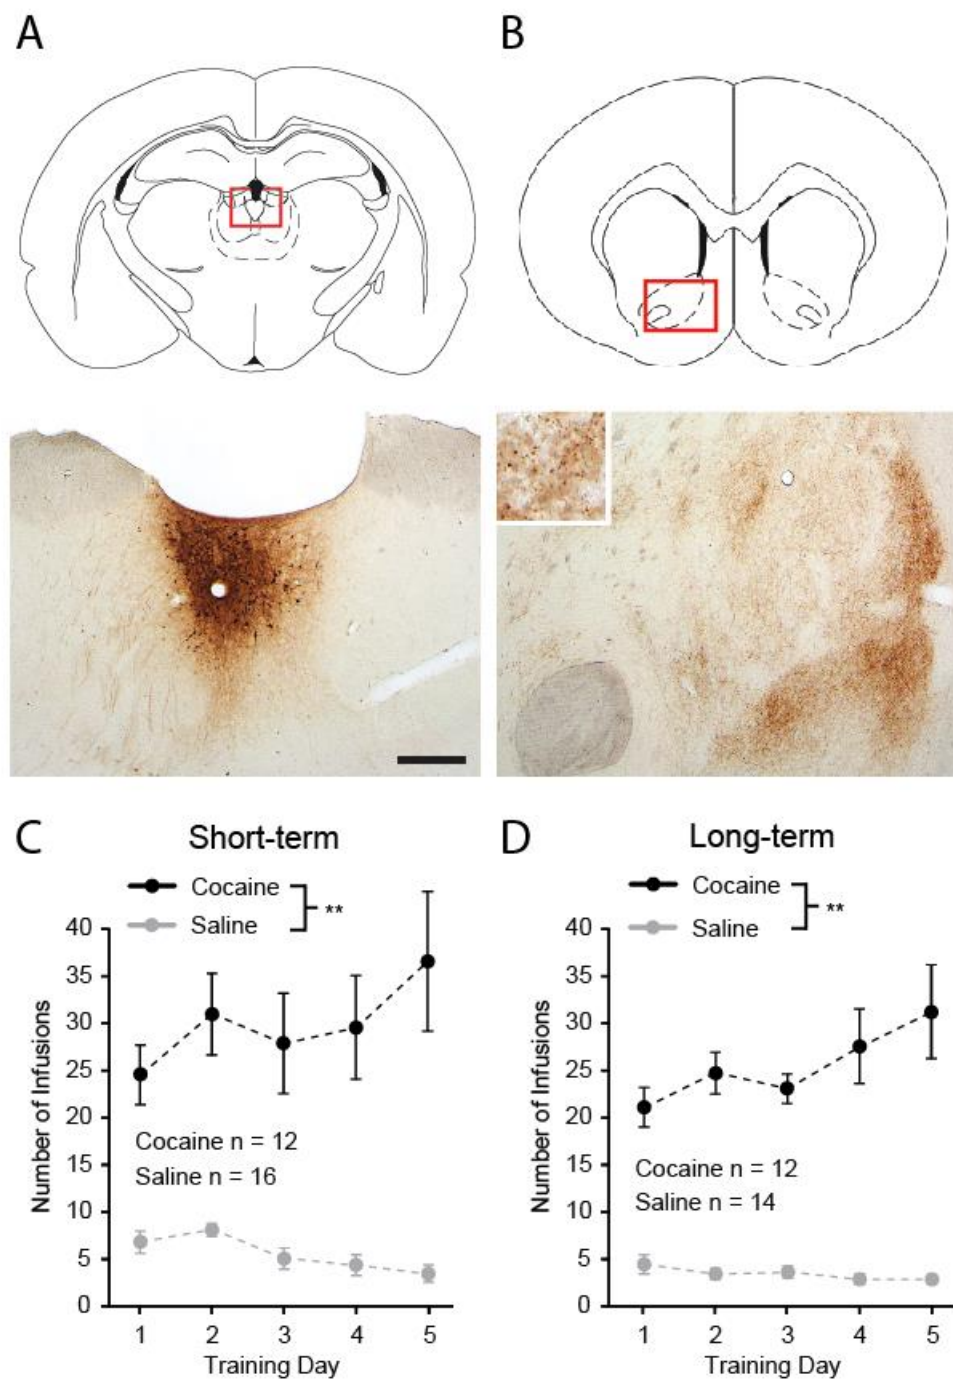 A
B
C
Short-term
Cocaine
**
Saline
40
35
30
25
20
15
10
5
0
Number of Infusions
Cocaine n = 12
Saline n = 16
1 2 3 4 5
Training Day
D
Long-term
Cocaine
**
Saline
40
35
30
25
20
15
10
5
0
Number of Infusions
Cocaine n = 12
Saline n = 14
1 2 3 4 5
Training Day